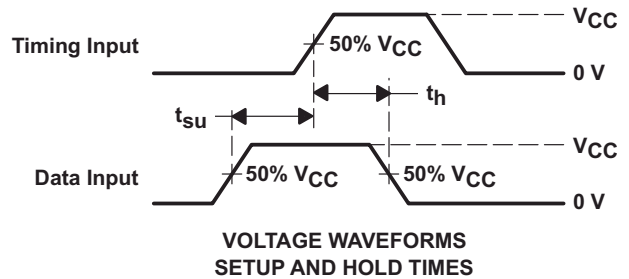 VCC
Timing Input
50% VCC
0 V
th
tsu
VCC
Data Input
50% VCC
50% VCC
0 V
VOLTAGE WAVEFORMS
SETUP AND HOLD TIMES